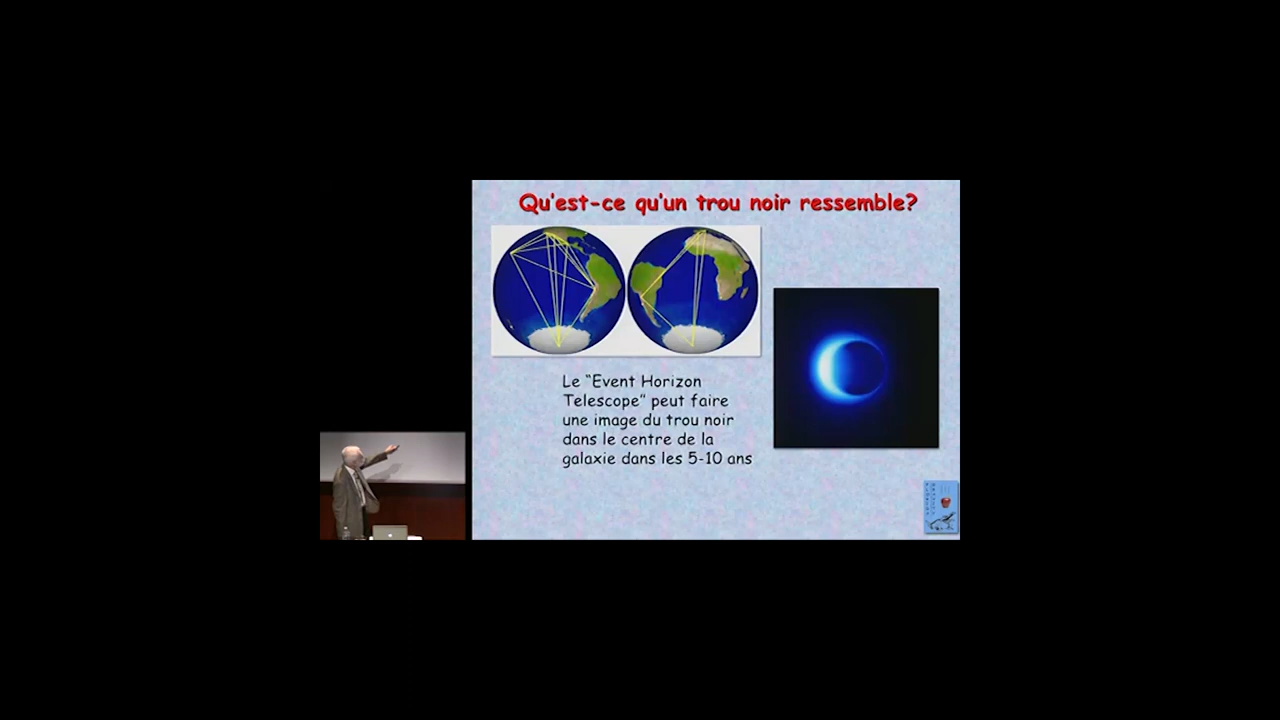 Qu'est-ce qu'un trou noir ressemble?
Le "Event Horizon
Telescope" peut faire
une image du trou noir
dans le centre de la
galaxie dans les 5-10 ans